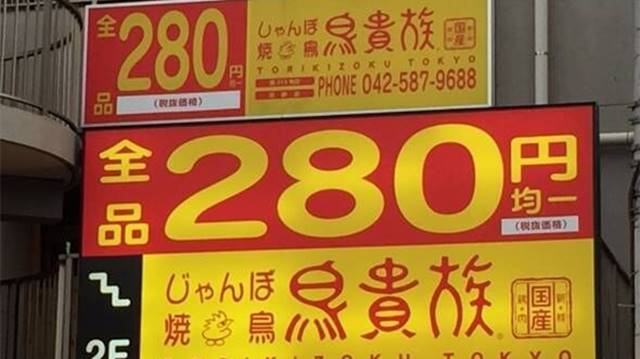 全品 280円均一
(税抜価格)
じゃんぼ
焼鳥 鳥貴族 国産
TORIKIZOKU TOKYO
PHONE 042-587-9688
全品 280円均一
(税抜価格)
じゃんぼ
焼鳥 鳥貴族 国産
2F